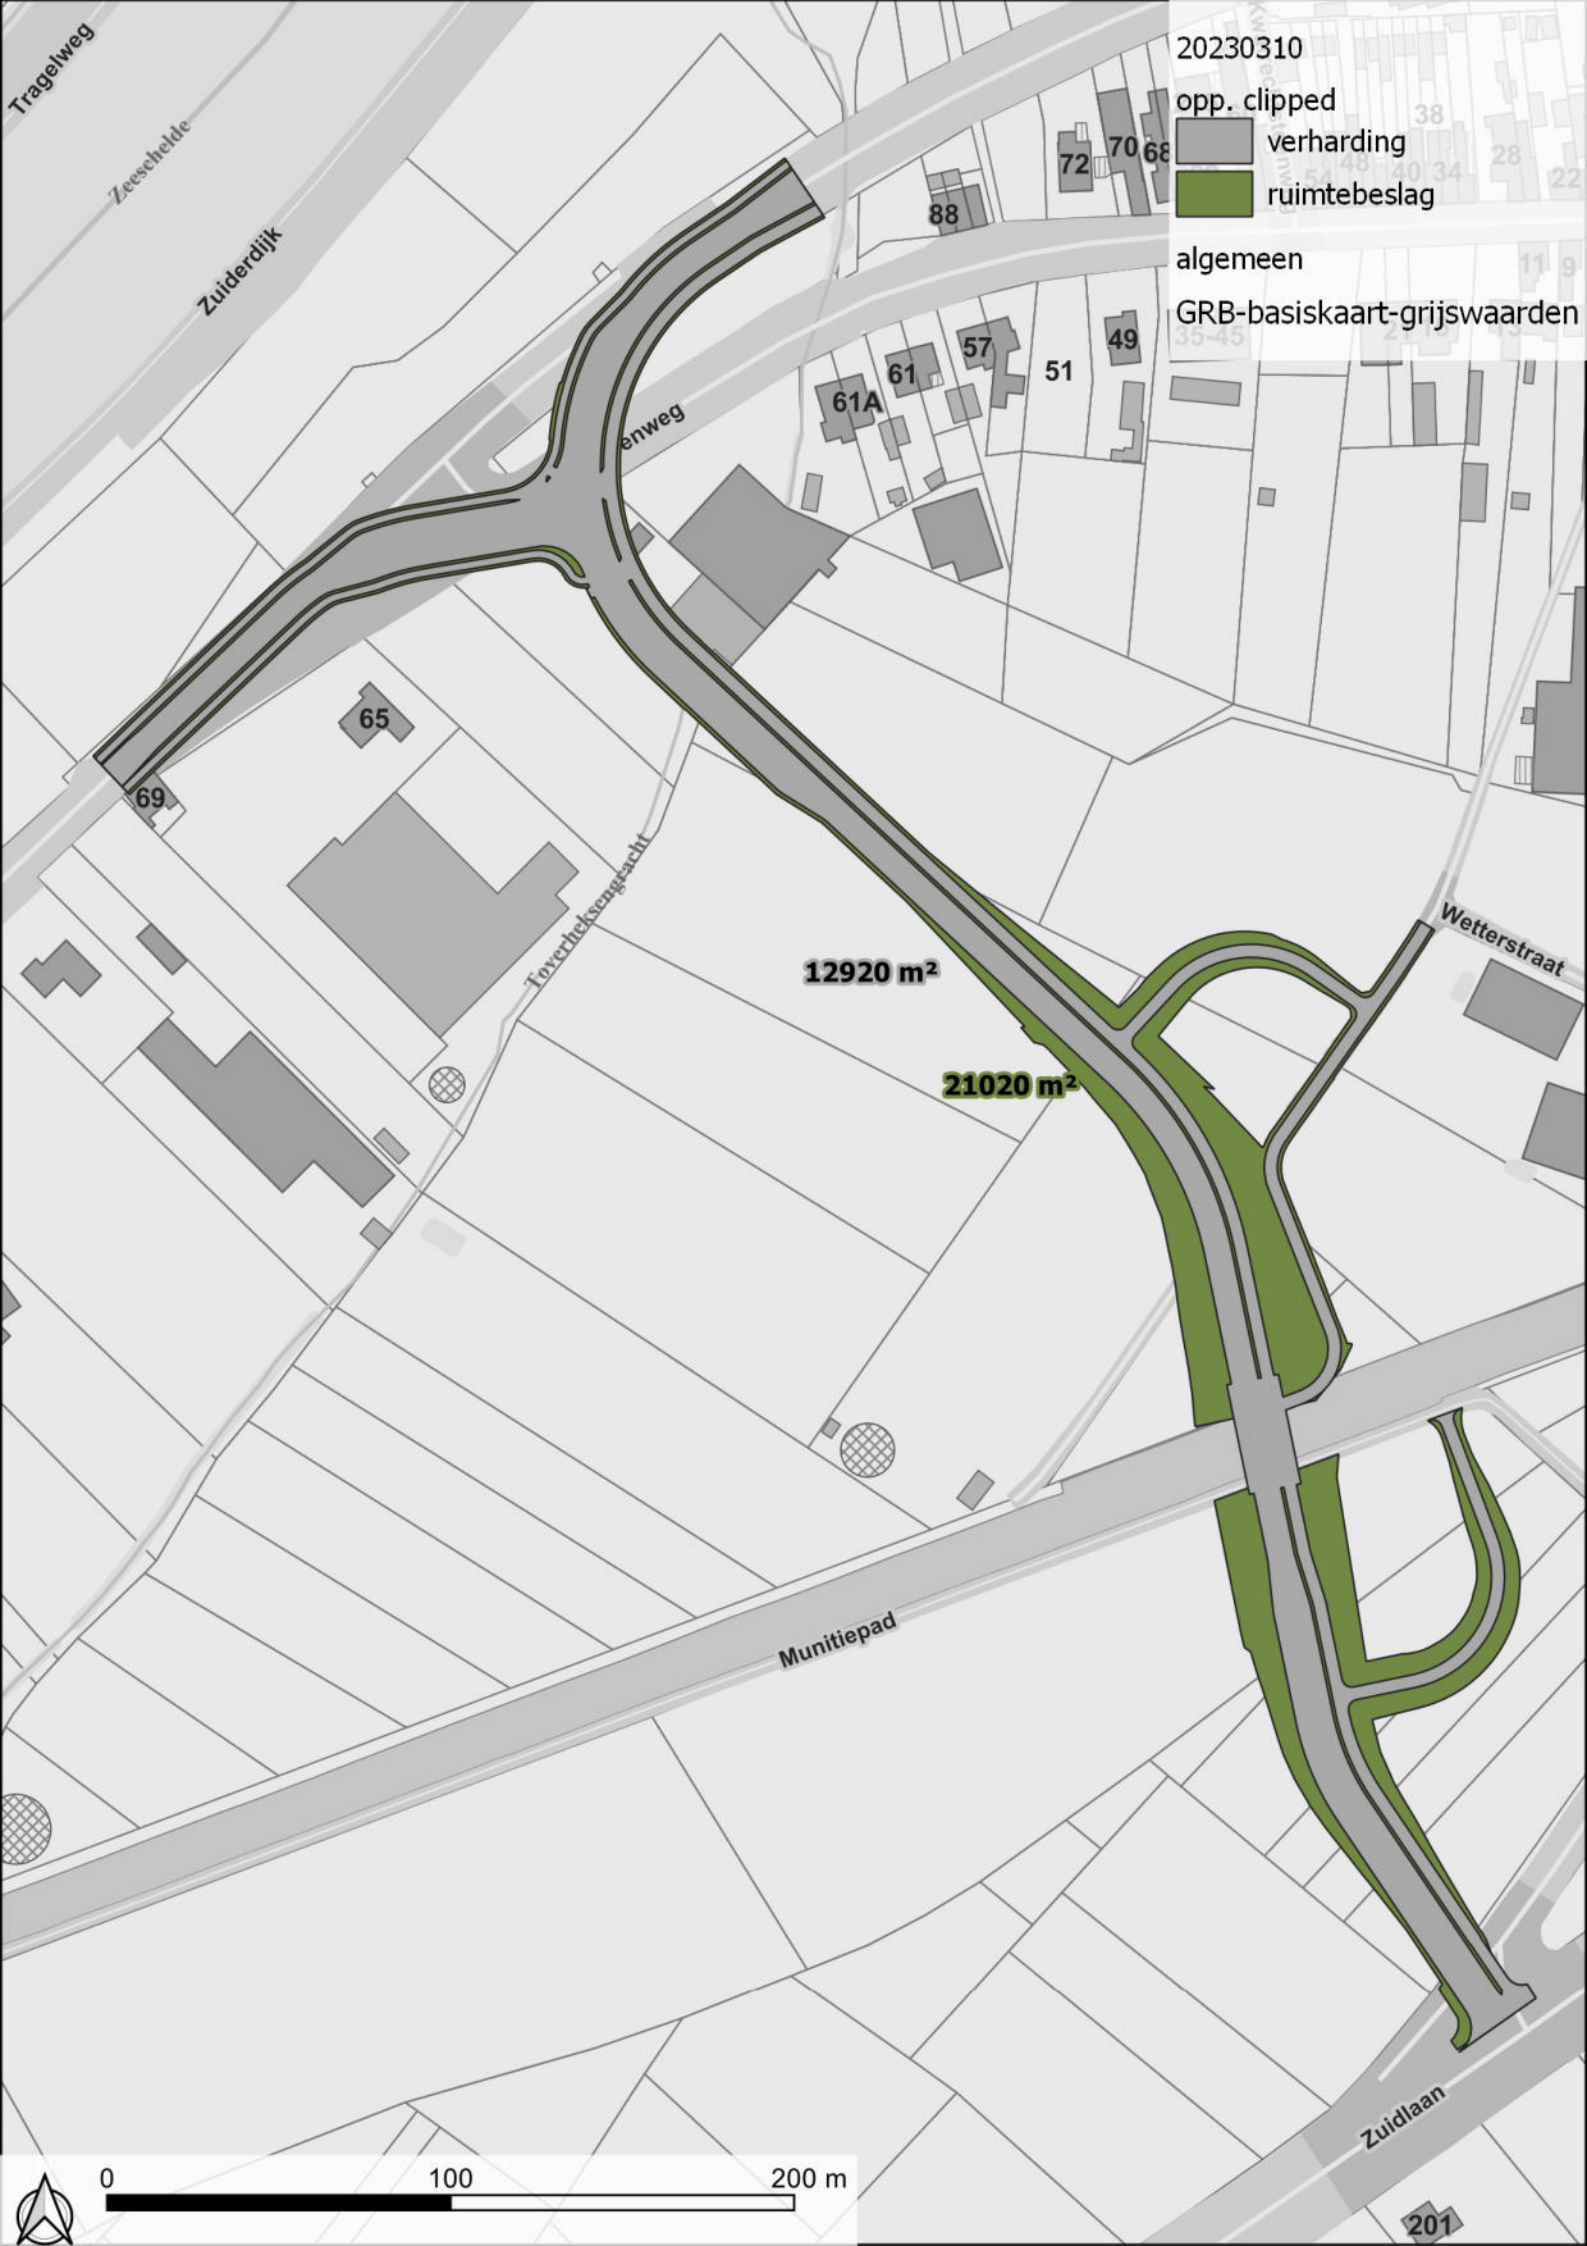 20230310
opp. clipped
verharding
ruimtebeslag
algemeen
GRB-basiskaart-grijswaarden
Tragelweg
Zeeschelde
Zuiderdijk
38
48
40
34
28
22
54
72
70
68
88
11
9
35-45
49
57
51
61
61A
enweg
65
69
Toverheksengracht
Wetterstraat
12920 m²
21020 m²
Munitiepad
Zuidlaan
201
0
100
200 m